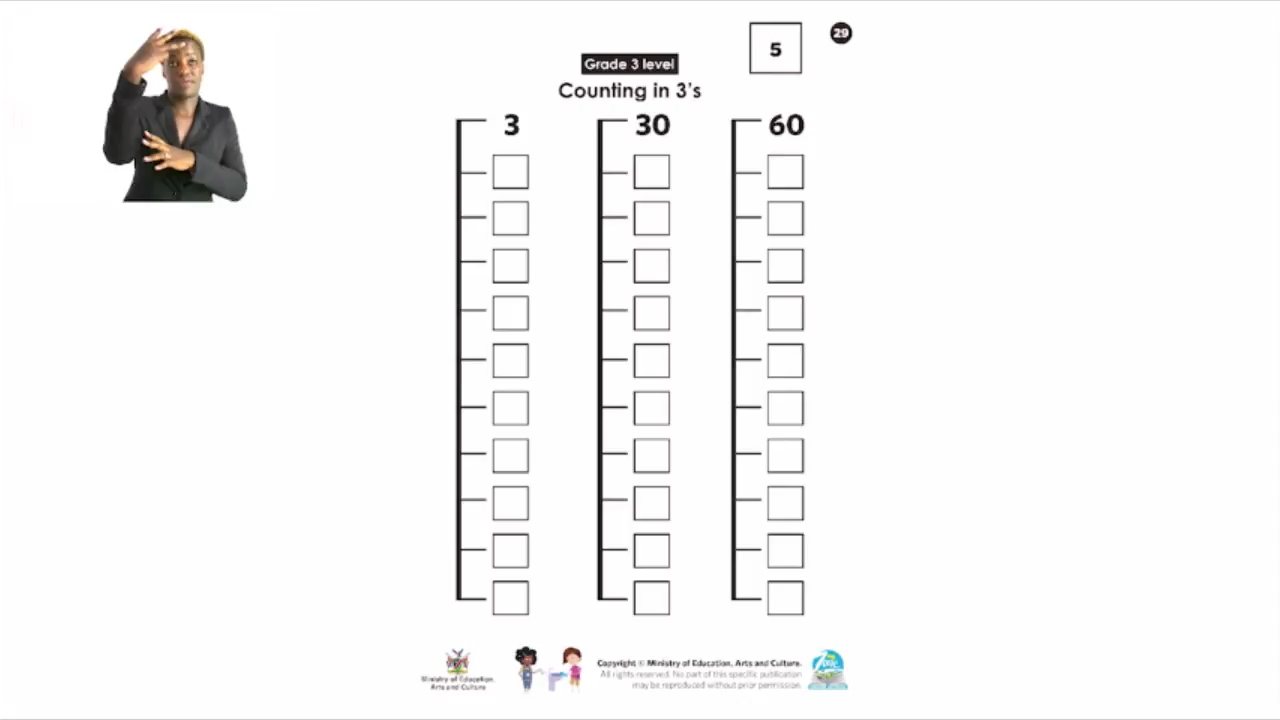 5
29
Grade 3 level
Counting in 3's
3 30 60
Ministry of Education,
Arts and Culture
Copyright © Ministry of Education, Arts and Culture.
All rights reserved. No part of this specific publication
may be reproduced without prior permission.